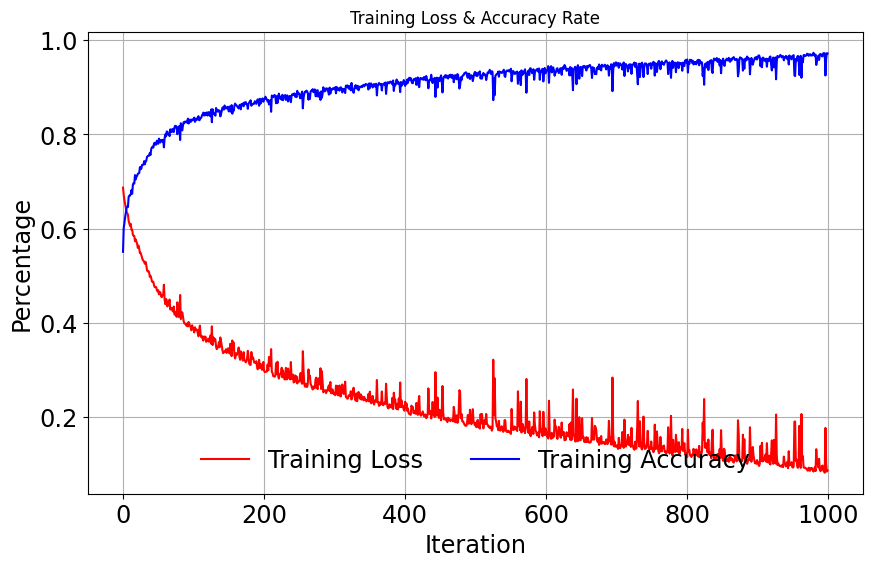 Training Loss & Accuracy Rate
1.0
0.8
0.6
0.4
0.2
Percentage
Training Loss Training Accuracy
0 200 400 600 800 1000
Iteration